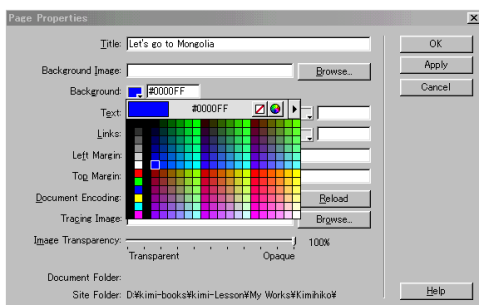 Page Properties
Title: Let's go to Mongolia
OK
Background Image: Browse...
Apply
Background: #0000FF
Cancel
#0000FF
Text:
Links:
Left Margin:
Top Margin:
Document Encoding: Reload
Tracing Image: Browse...
Image Transparency: 100%
Transparent Opaque
Document Folder:
Site Folder: D:¥kimi-books¥kimi-Lesson¥My Works¥Kimihiko¥
Help